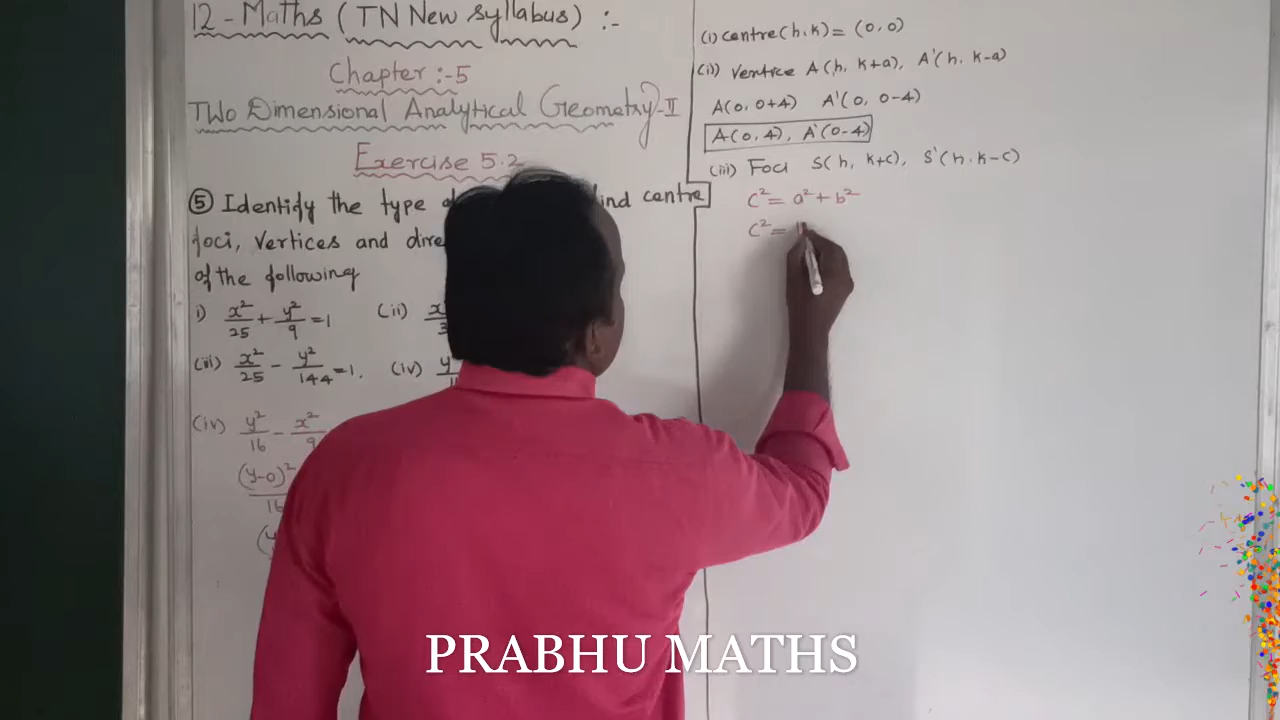 12 - Maths ( TN New syllabus) :-
Chapter :- 5
Two Dimensional Analytical Geometry - II
Exercise 5.2
⑤ Identify the type ind centre
foci, vertices and dire
of the following
i) x²/25 + y²/9 = 1 (ii)
(iii) x²/25 - y²/144 = 1. (iv)
(iv) y²/16 - x²/9
(y-0)²/16
(i) centre (h, k) = (0, 0)
(ii) Vertice A (h, k+a), A' (h, k-a)
A (0, 0+4) A' (0, 0-4)
A (0, 4), A' (0-4)
(iii) Foci S (h, k+c), S' (h, k-c)
c² = a² + b²
c² =
PRABHU MATHS